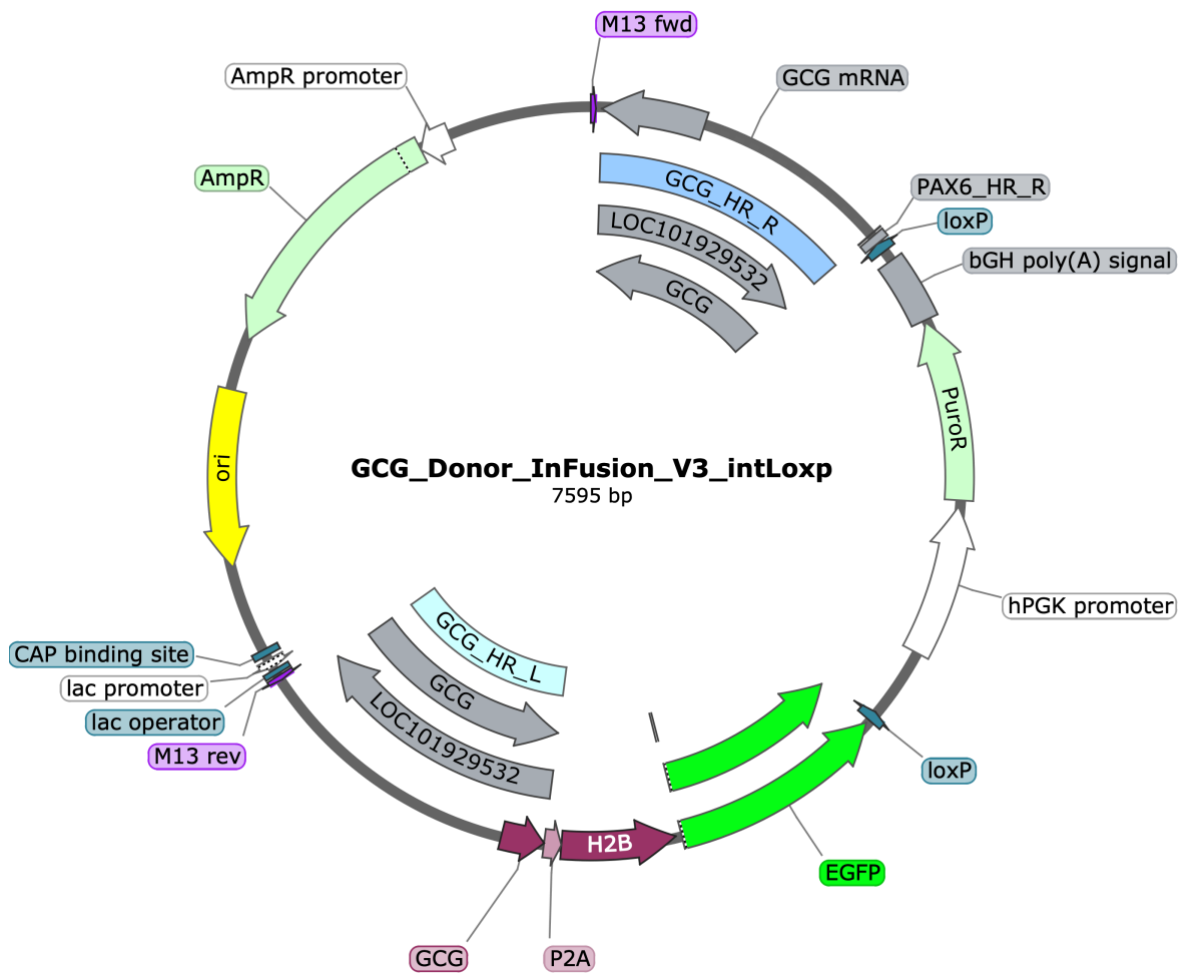 M13 fwd
AmpR promoter
GCG mRNA
AmpR
PAX6_HR_R
loxP
GCG_HR_R
LOC101929532
bGH poly(A) signal
GCG
PuroR
ori
GCG_Donor_InFusion_V3_intLoxp
7595 bp
hPGK promoter
CAP binding site
GCG_HR_L
lac promoter
GCG
lac operator
LOC101929532
M13 rev
loxP
H2B
EGFP
GCG
P2A